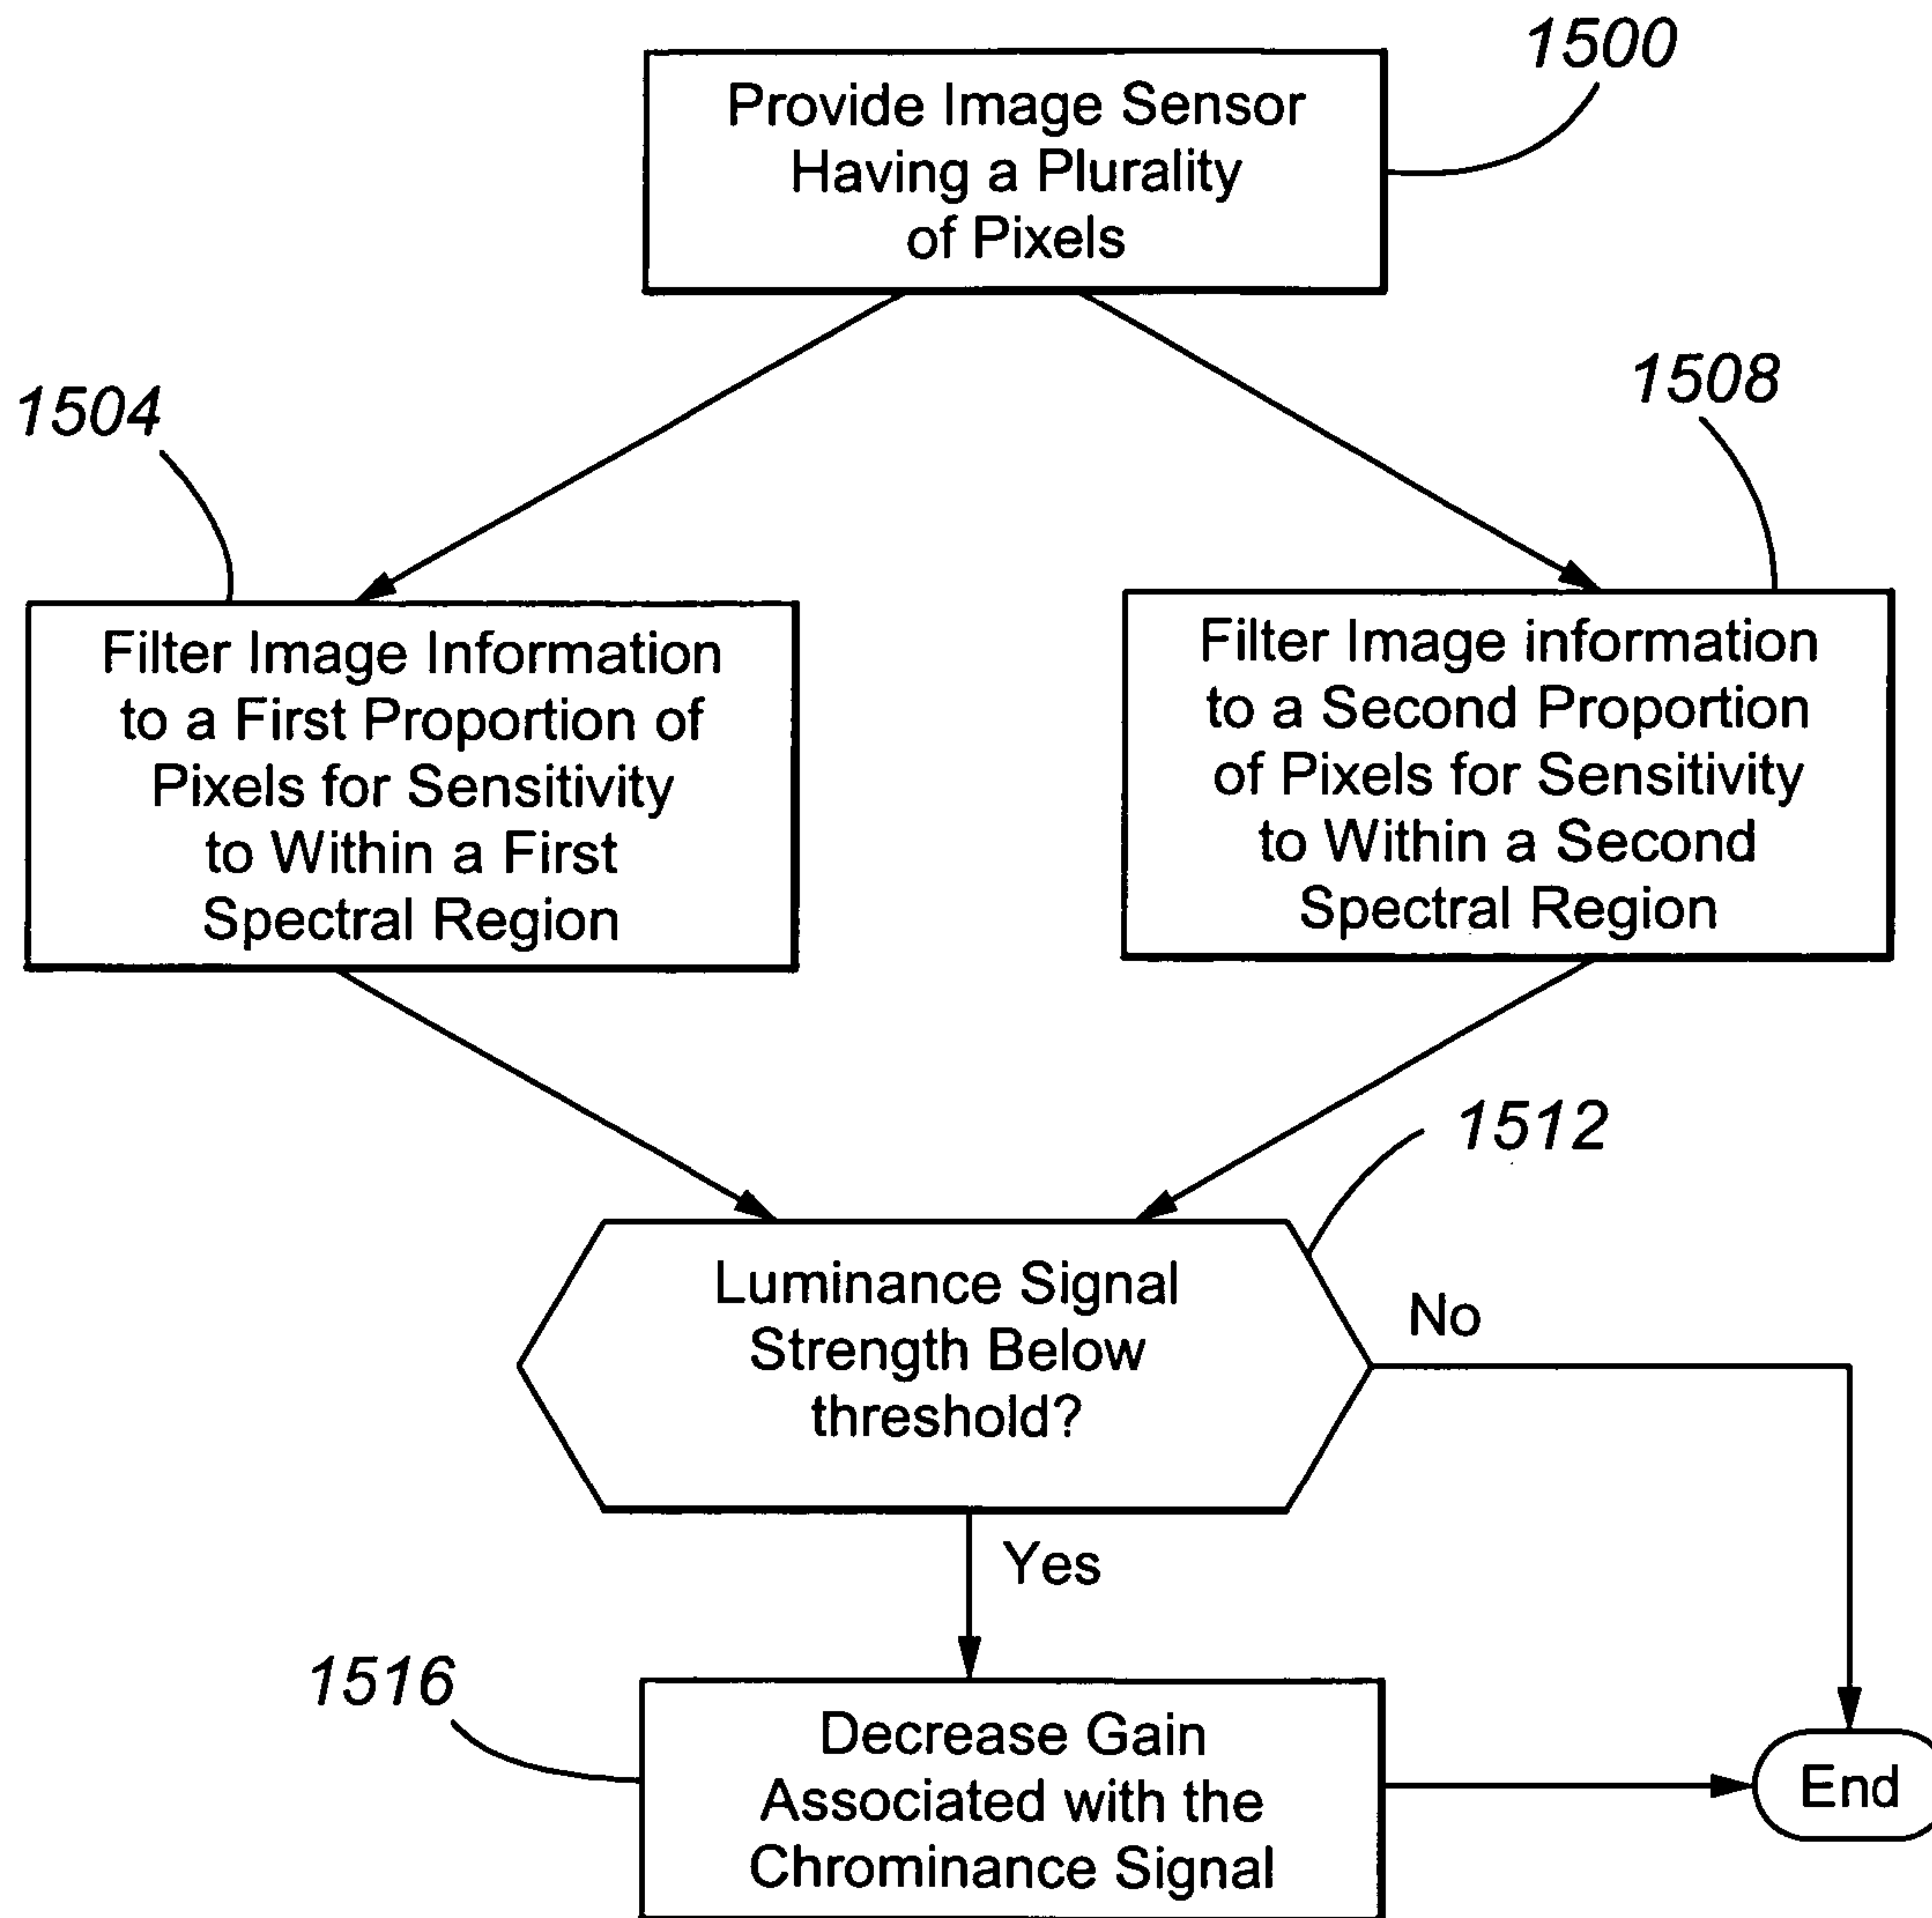 1500
Provide Image Sensor
Having a Plurality
of Pixels
1504
1508
Filter Image Information
to a First Proportion of
Pixels for Sensitivity
to Within a First
Spectral Region
Filter Image information
to a Second Proportion
of Pixels for Sensitivity
to Within a Second
Spectral Region
1512
Luminance Signal
Strength Below
threshold?
No
Yes
1516
Decrease Gain
Associated with the
Chrominance Signal
End